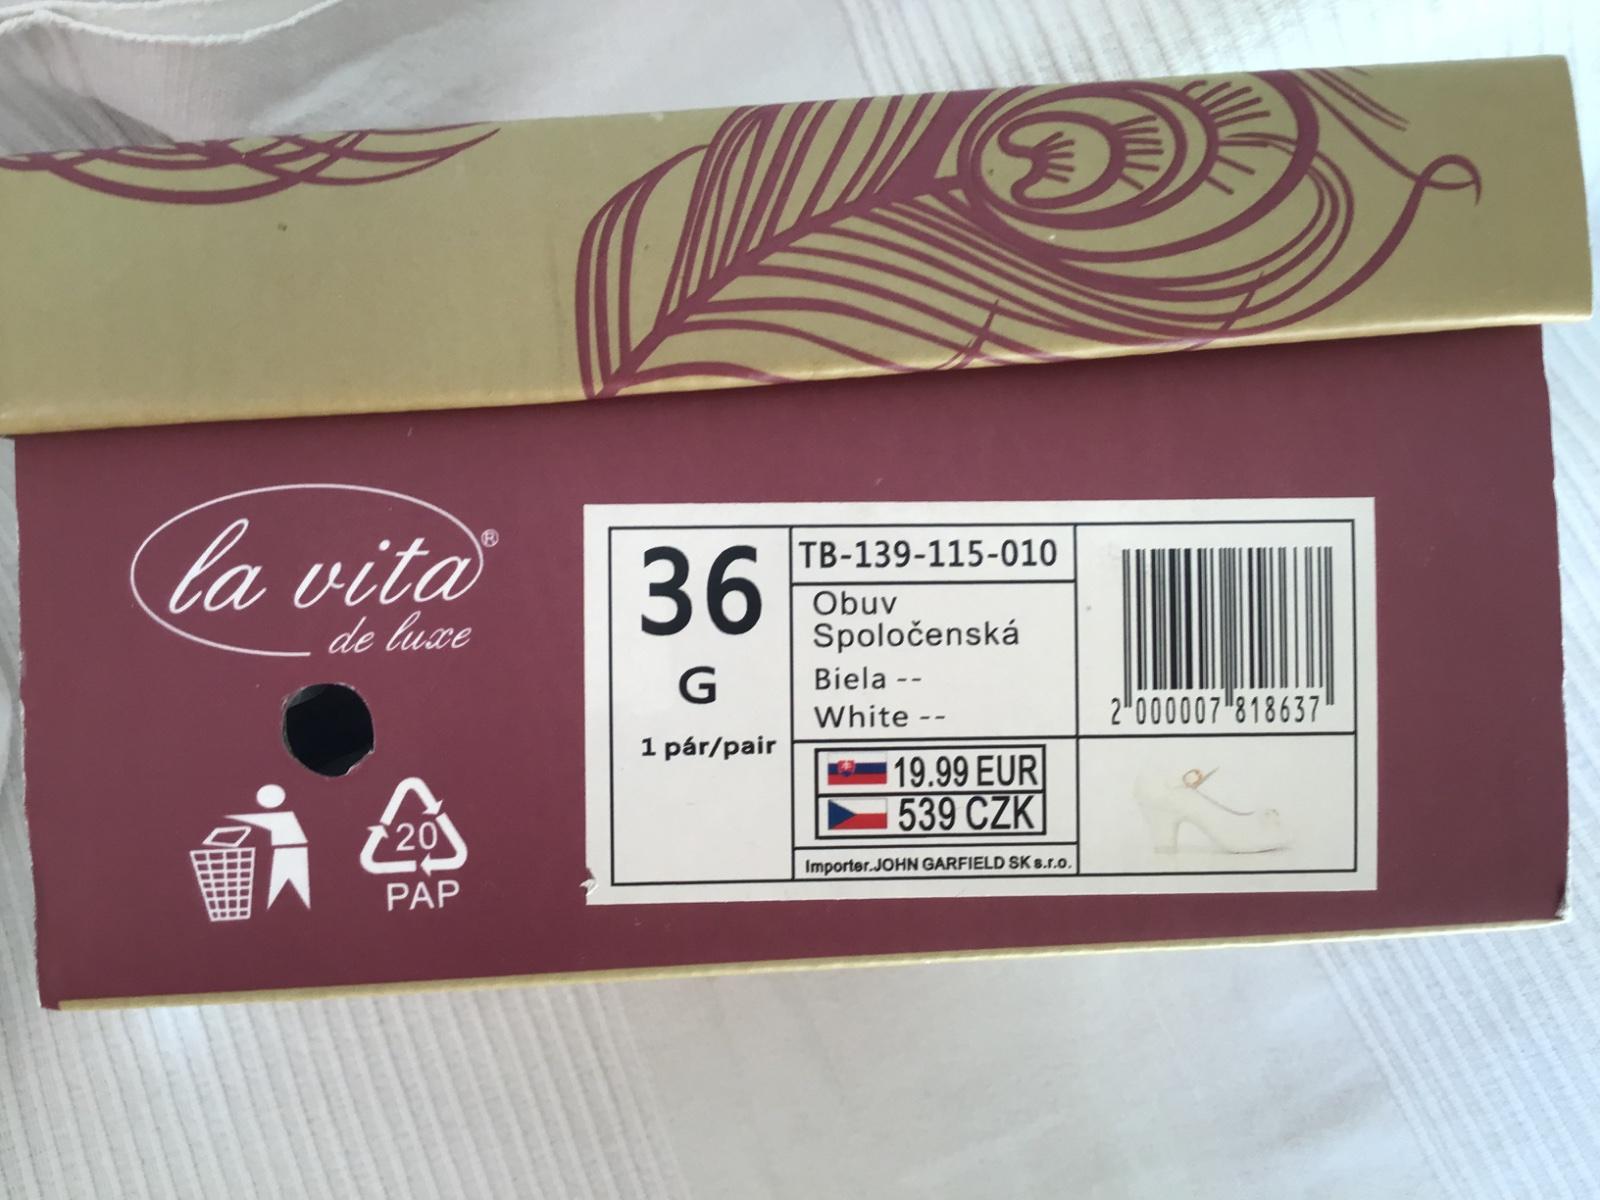 la vita®
de luxe
20
PAP
36
G
1 pár/pair
TB-139-115-010
Obuv
Spoločenská
Biela --
White --
19.99 EUR
539 CZK
Importer.JOHN GARFIELD SK s.r.o.
2 000007 818637